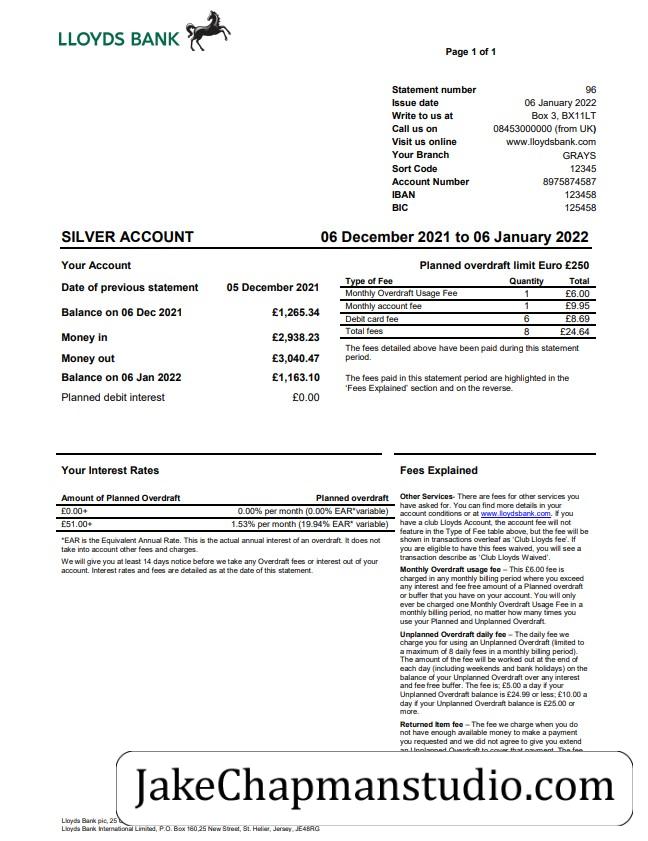 LLOYDS BANK
Page 1 of 1
Statement number 96
Issue date 06 January 2022
Write to us at Box 3, BX11LT
Call us on 08453000000 (from UK)
Visit us online www.lloydsbank.com
Your Branch GRAYS
Sort Code 12345
Account Number 8975874587
IBAN 123458
BIC 125458
SILVER ACCOUNT 06 December 2021 to 06 January 2022
Your Account
Date of previous statement 05 December 2021
Balance on 06 Dec 2021 £1,265.34
Money in £2,938.23
Money out £3,040.47
Balance on 06 Jan 2022 £1,163.10
Planned debit interest £0.00
Planned overdraft limit Euro £250
Type of Fee Quantity Total
Monthly Overdraft Usage Fee 1 £6.00
Monthly account fee 1 £9.95
Debit card fee 6 £8.69
Total fees 8 £24.64
The fees detailed above have been paid during this statement
period.
The fees paid in this statement period are highlighted in the
'Fees Explained' section and on the reverse.
Your Interest Rates
Amount of Planned Overdraft Planned overdraft
£0.00+ 0.00% per month (0.00% EAR*variable)
£51.00+ 1.53% per month (19.94% EAR* variable)
*EAR is the Equivalent Annual Rate. This is the actual annual interest of an overdraft. It does not
take into account other fees and charges.
We will give you at least 14 days notice before we take any Overdraft fees or interest out of your
account. Interest rates and fees are detailed as at the date of this statement.
Fees Explained
Other Services- There are fees for other services you
have asked for. You can find more details in your
account conditions or at www.lloydsbank.com. If you
have a club Lloyds Account, the account fee will not
feature in the Type of Fee table above, but the fee will be
shown in transactions overleaf as 'Club Lloyds fee'. If
you are eligible to have this fees waived, you will see a
transaction describe as 'Club Lloyds Waived'.
Monthly Overdraft usage fee – This £6.00 fee is
charged in any monthly billing period where you exceed
any interest and fee free amount of a Planned overdraft
or buffer that you have on your account. You will only
ever be charged one Monthly Overdraft Usage Fee in a
monthly billing period, no matter how many times you
use your Planned and Unplanned Overdraft.
Unplanned Overdraft daily fee – The daily fee we
charge you for using an Unplanned Overdraft (limited to
a maximum of 8 daily fees in a monthly billing period).
The amount of the fee will be worked out at the end of
each day (including weekends and bank holidays) on the
balance of your Unplanned Overdraft over any interest
and fee free buffer. The fee is; £5.00 a day if your
Unplanned Overdraft balance is £24.99 or less; £10.00 a
day if your Unplanned Overdraft balance is £25.00 or
more.
Returned Item fee – The fee we charge when you do
not have enough available money to make a payment
you requested and we did not agree to give you extend
an Unplanned Overdraft to cover that payment. The fee
JakeChapmanstudio.com
Lloyds Bank plc, 25
Lloyds Bank International Limited, P.O. Box 160,25 New Street, St. Helier, Jersey, JE48RG